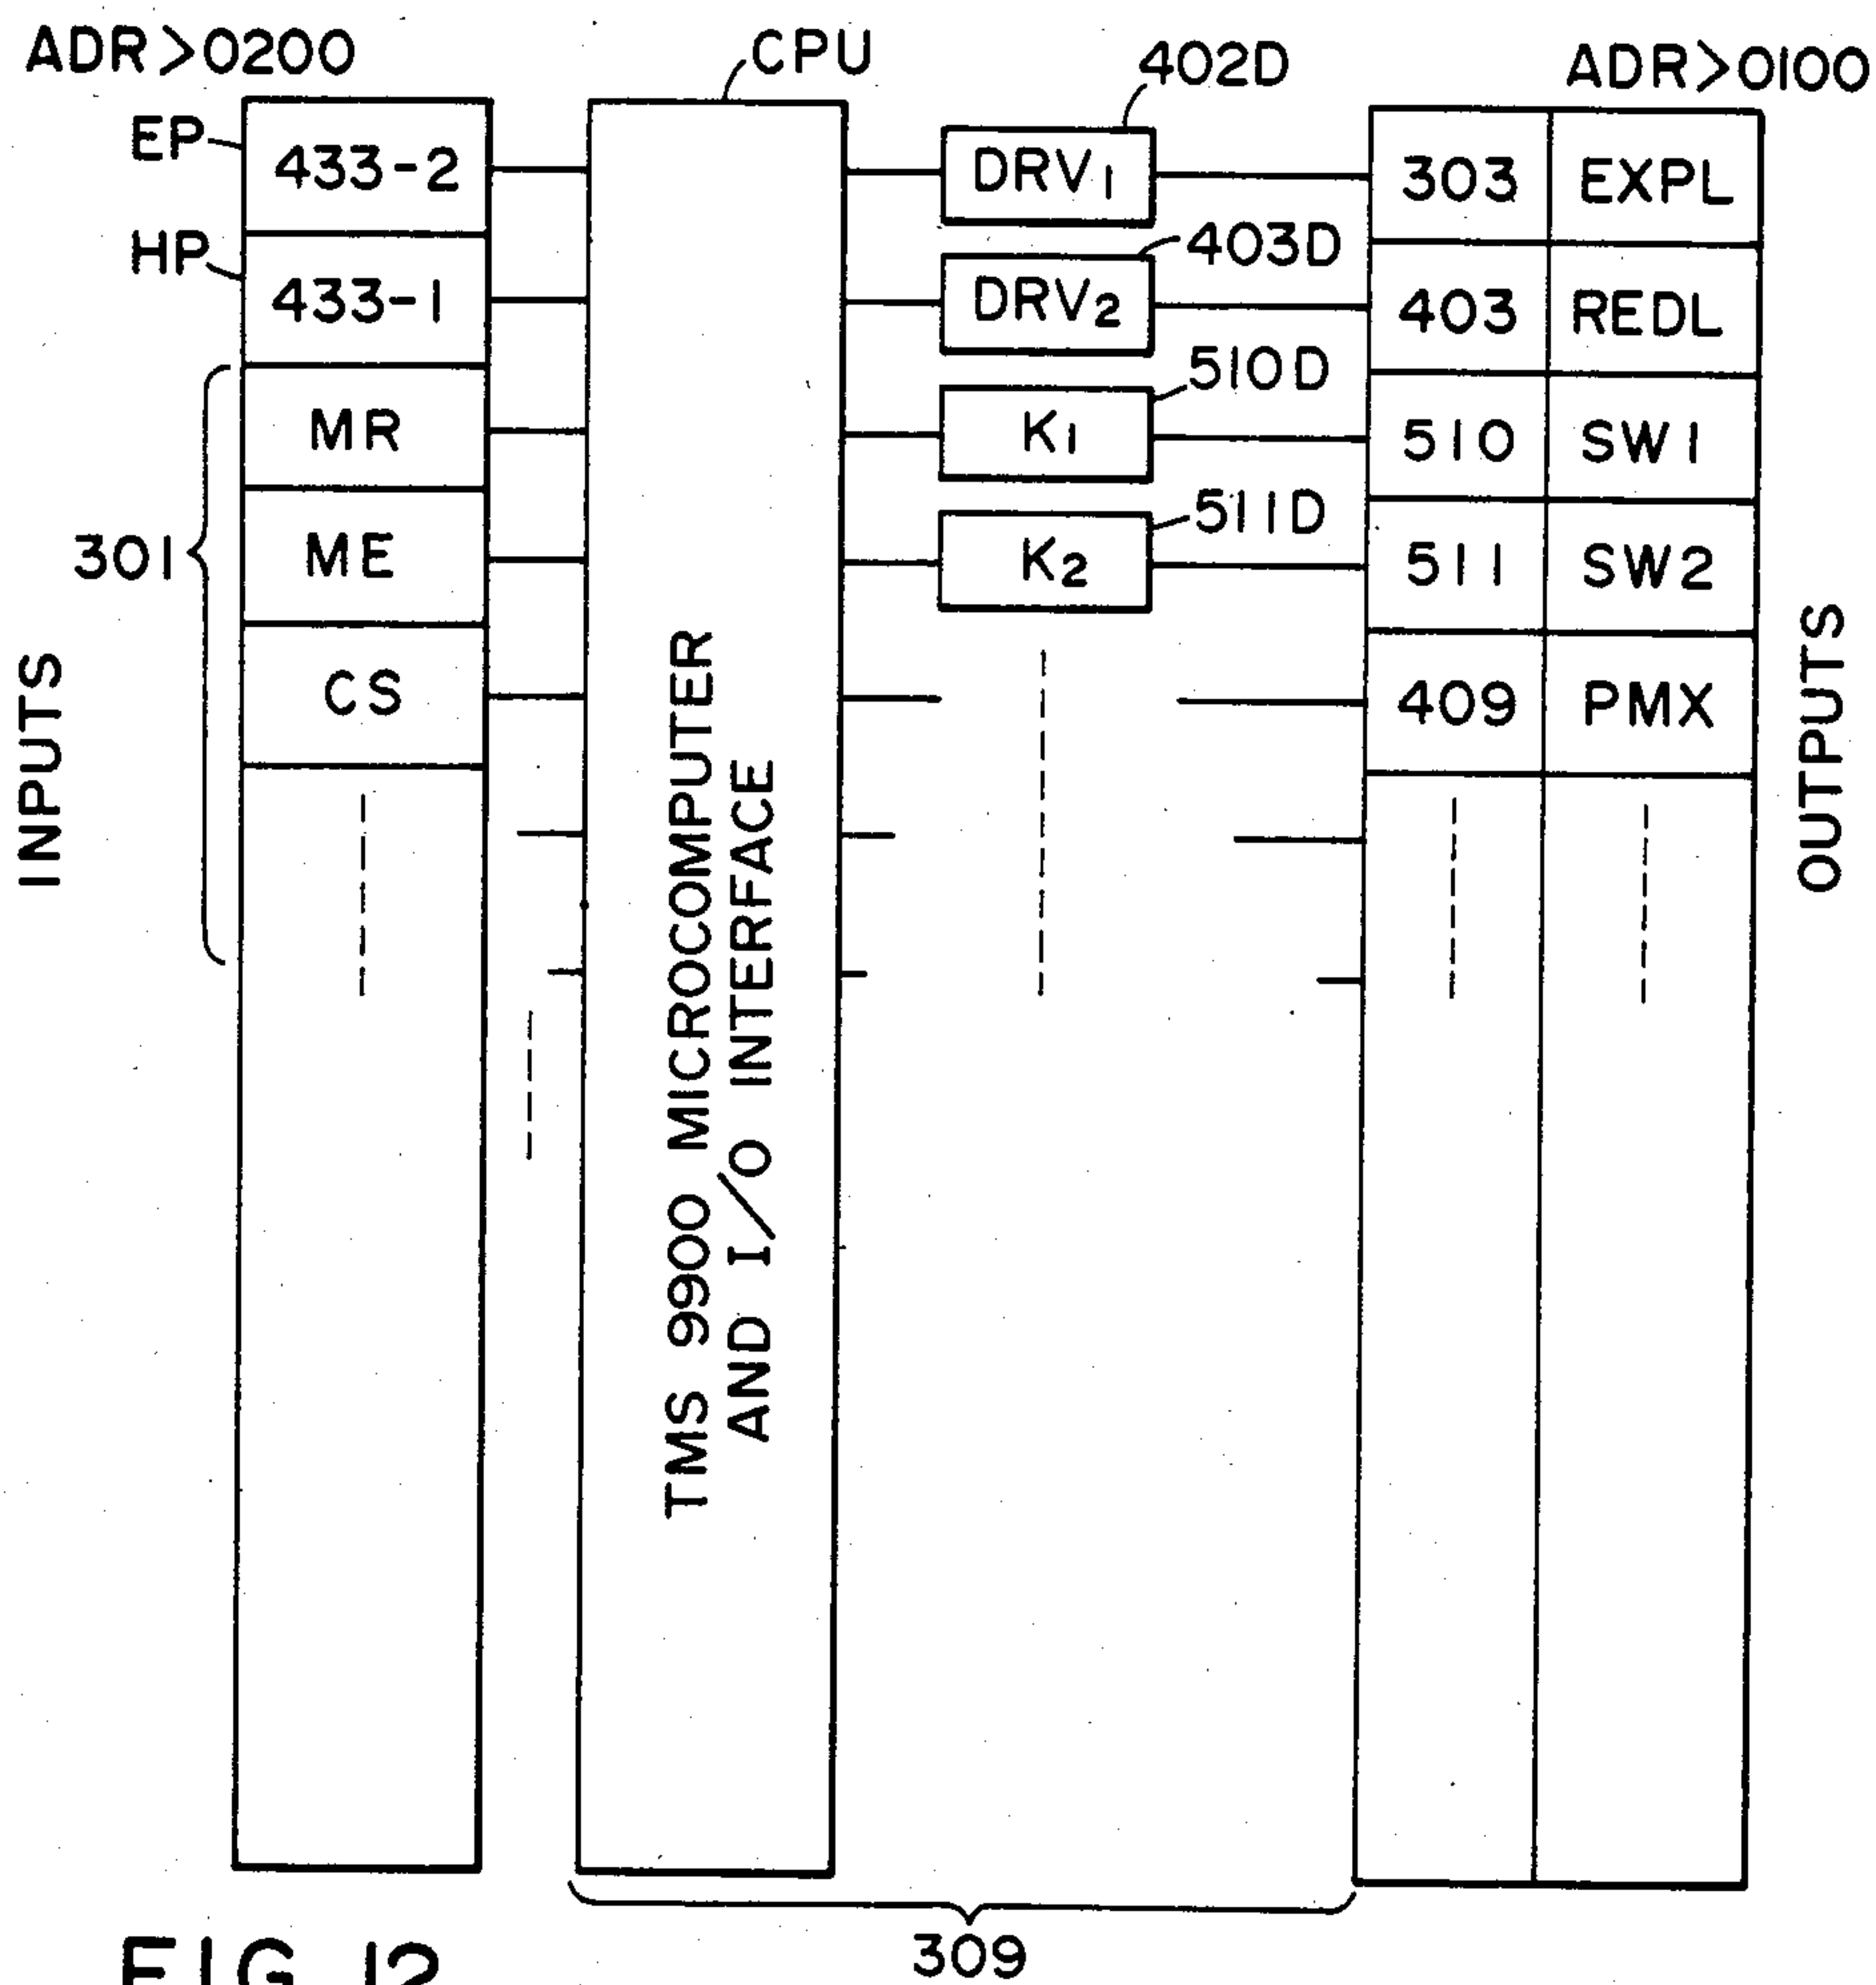 ADR>0200
CPU
402D
ADR>0100
EP
433-2
DRV1
303 EXPL
HP
433-1
403D
DRV2
403 REDL
MR
510D
K1
510 SW1
301
ME
511D
K2
511 SW2
CS
409 PMX
INPUTS
TMS 9900 MICROCOMPUTER
AND I/O INTERFACE
OUTPUTS
309
FIG. 12